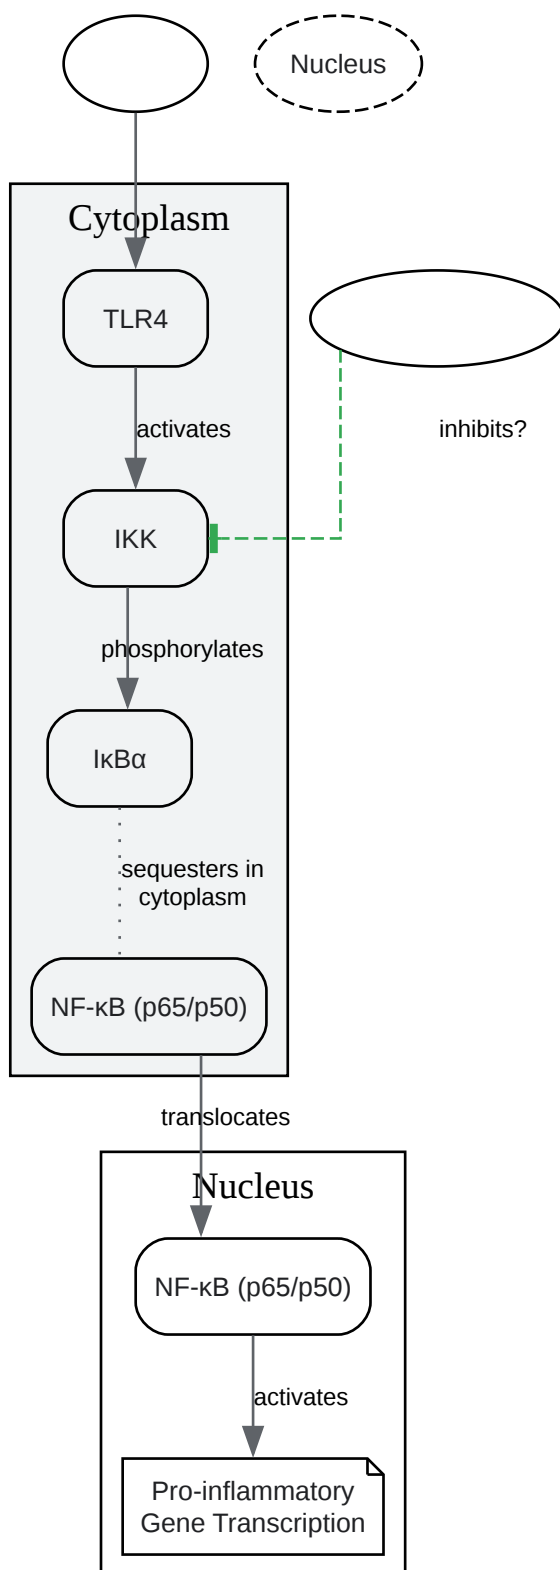 Nucleus
Cytoplasm
TLR4
activates
inhibits?
IKK
phosphorylates
IκBα
sequesters in
cytoplasm
NF-κB (p65/p50)
translocates
Nucleus
NF-κB (p65/p50)
activates
Pro-inflammatory
Gene Transcription